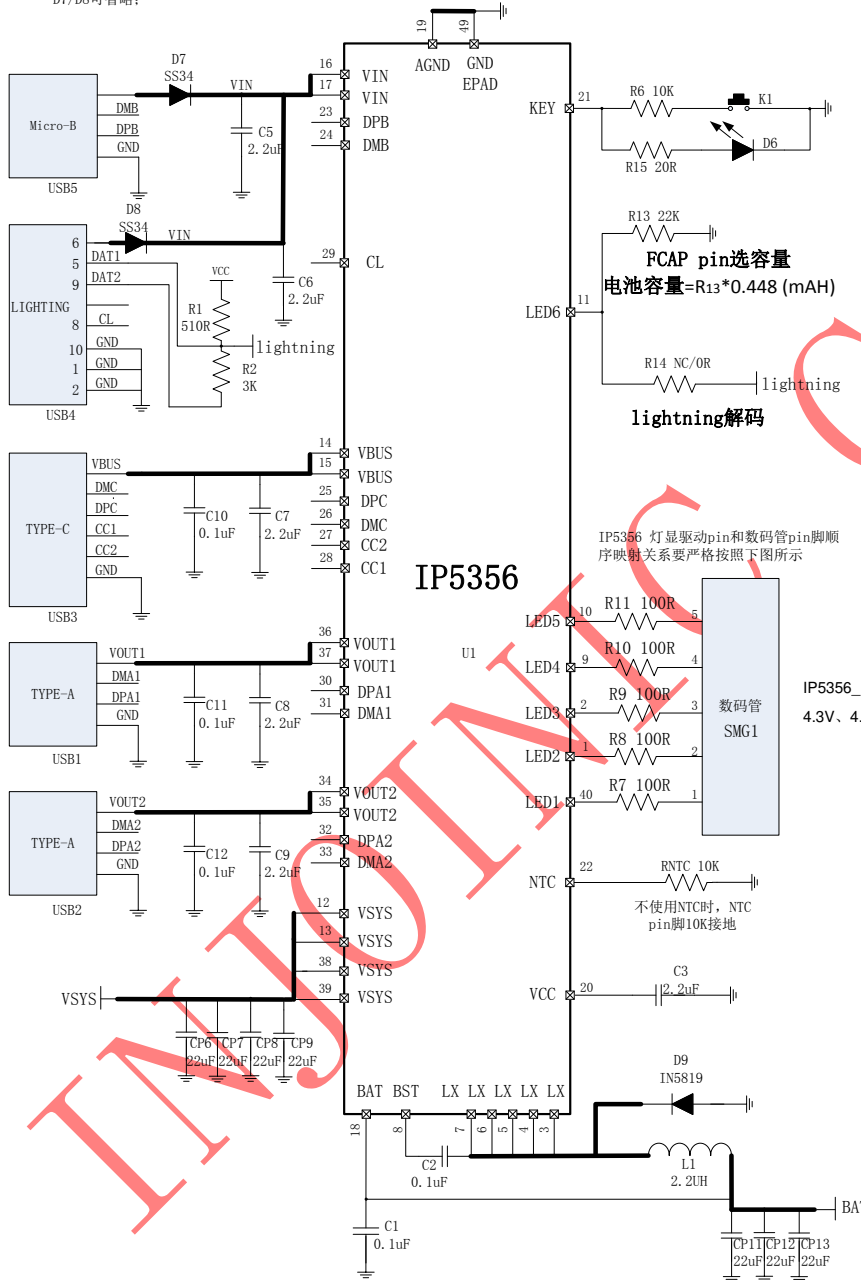 D7/D8可省略;
19
49
AGND
GND
EPAD
D7
SS34
VIN
Micro-B
DMB
DPB
GND
USB5
C5
2.2uF
16
VIN
17
VIN
23
DPB
24
DMB
KEY
21
R6 10K
K1
D6
R15 20R
D8
SS34
VIN
LIGHTING
6
5
DAT1
9
DAT2
8
CL
10
GND
1
GND
2
GND
USB4
VCC
R1
510R
R2
3K
lightning
C6
2.2uF
29
CL
LED6
11
R13 22K
FCAP pin选容量
电池容量=R13*0.448 (mAH)
R14 NC/0R
lightning
lightning解码
TYPE-C
VBUS
DMC
DPC
CC1
CC2
GND
USB3
C10
0.1uF
C7
2.2uF
14
VBUS
15
VBUS
25
DPC
26
DMC
27
CC2
28
CC1
IP5356
U1
IP5356 灯显驱动pin和数码管pin脚顺
序映射关系要严格按照下图所示
TYPE-A
VOUT1
DMA1
DPA1
GND
USB1
C11
0.1uF
C8
2.2uF
36
VOUT1
37
VOUT1
30
DPA1
31
DMA1
LED5
10
R11 100R
5
LED4
9
R10 100R
4
LED3
2
R9 100R
3
LED2
1
R8 100R
2
LED1
40
R7 100R
1
数码管
SMG1
IP5356_
4.3V、4.
TYPE-A
VOUT2
DMA2
DPA2
GND
USB2
C12
0.1uF
C9
2.2uF
34
VOUT2
35
VOUT2
32
DPA2
33
DMA2
NTC
22
RNTC 10K
不使用NTC时, NTC
pin脚10K接地
12
VSYS
13
VSYS
38
VSYS
39
VSYS
VSYS
CP6
22uF
CP7
22uF
CP8
22uF
CP9
22uF
VCC
20
C3
2.2uF
BAT
BST
LX
LX
LX
LX
LX
18
8
7
6
5
4
3
D9
IN5819
C2
0.1uF
L1
2.2UH
C1
0.1uF
BAT
CP11
22uF
CP12
22uF
CP13
22uF
INJOINIC
C